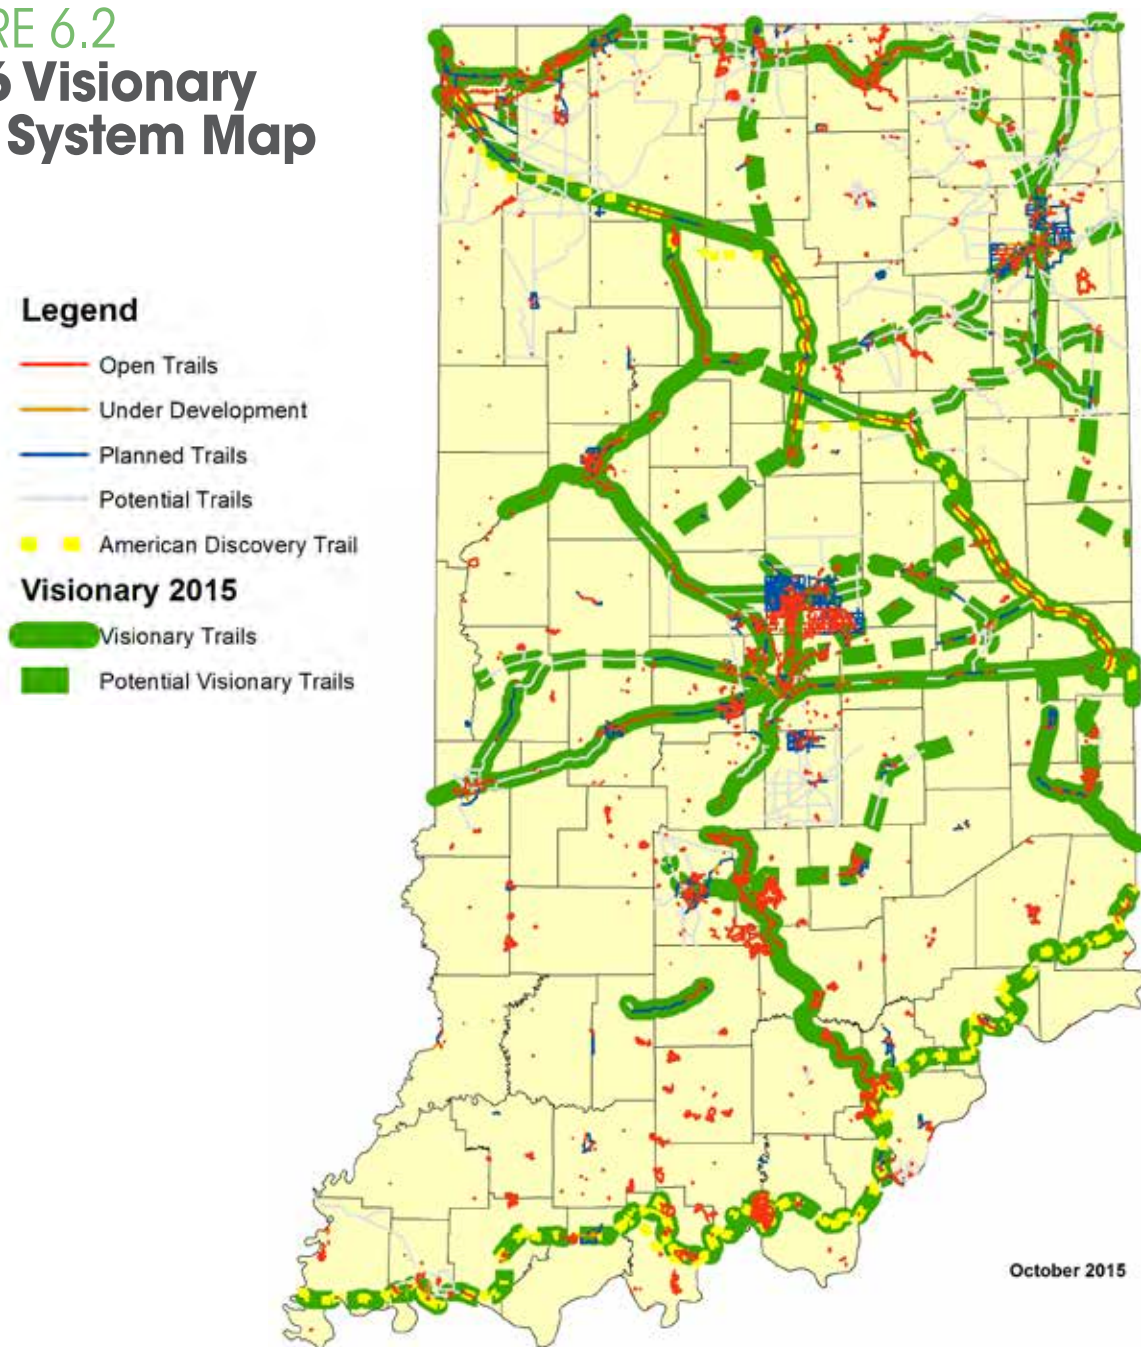 RE 6.2
6 Visionary
System Map
Legend
Open Trails
Under Development
Planned Trails
Potential Trails
American Discovery Trail
Visionary 2015
Visionary Trails
Potential Visionary Trails
October 2015